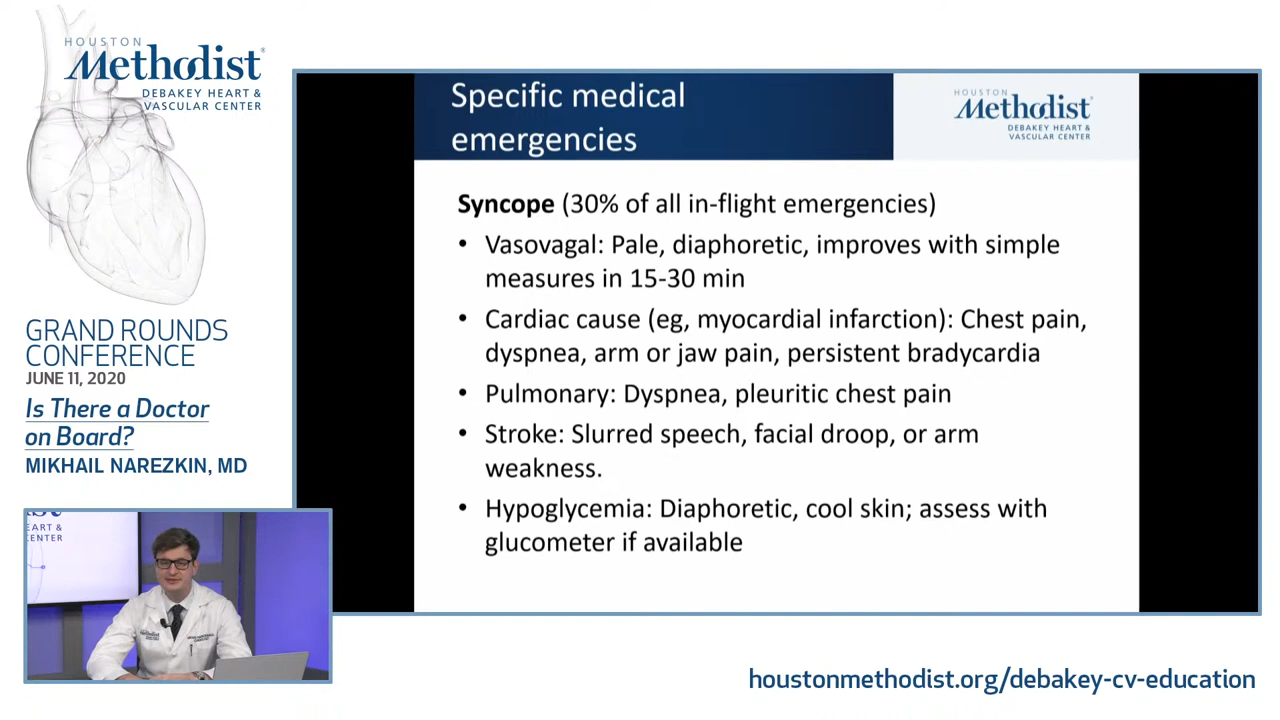 HOUSTON
Methodist®
DEBAKEY HEART &
VASCULAR CENTER
GRAND ROUNDS
CONFERENCE
JUNE 11, 2020
Is There a Doctor
on Board?
MIKHAIL NAREZKIN, MD
Specific medical
emergencies
HOUSTON
Methodist®
DEBAKEY HEART &
VASCULAR CENTER
Syncope (30% of all in-flight emergencies)
• Vasovagal: Pale, diaphoretic, improves with simple
measures in 15-30 min
• Cardiac cause (eg, myocardial infarction): Chest pain,
dyspnea, arm or jaw pain, persistent bradycardia
• Pulmonary: Dyspnea, pleuritic chest pain
• Stroke: Slurred speech, facial droop, or arm
weakness.
• Hypoglycemia: Diaphoretic, cool skin; assess with
glucometer if available
EART &
CENTER
Methodist
houstonmethodist.org/debakey-cv-education